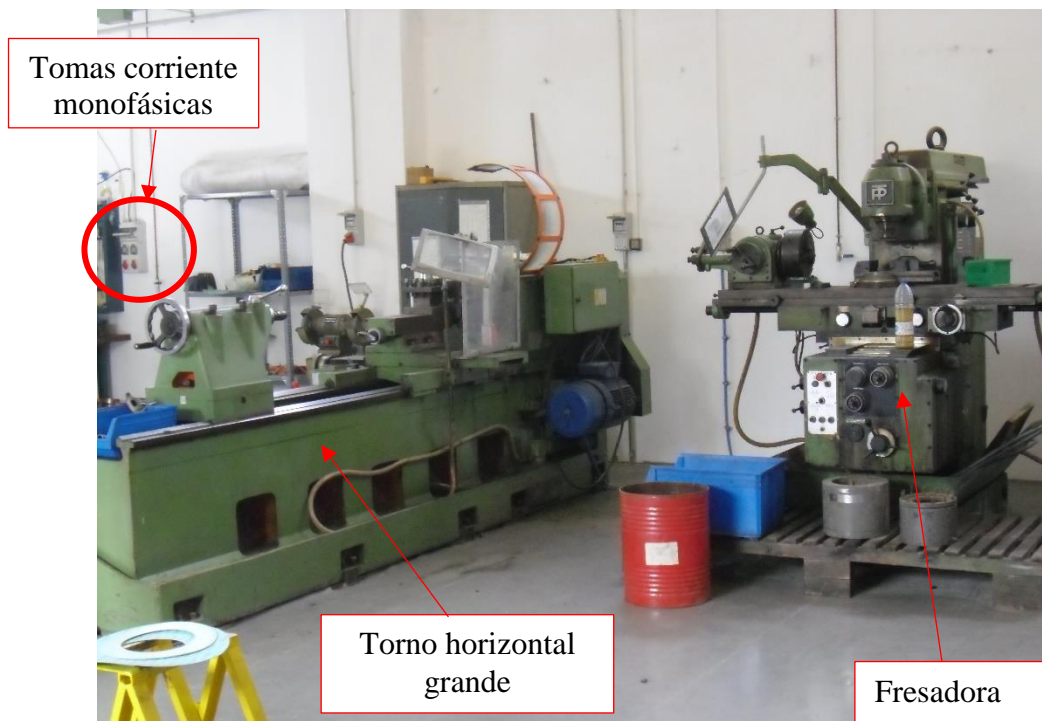 Tomas corriente
monofásicas
Torno horizontal
grande
Fresadora